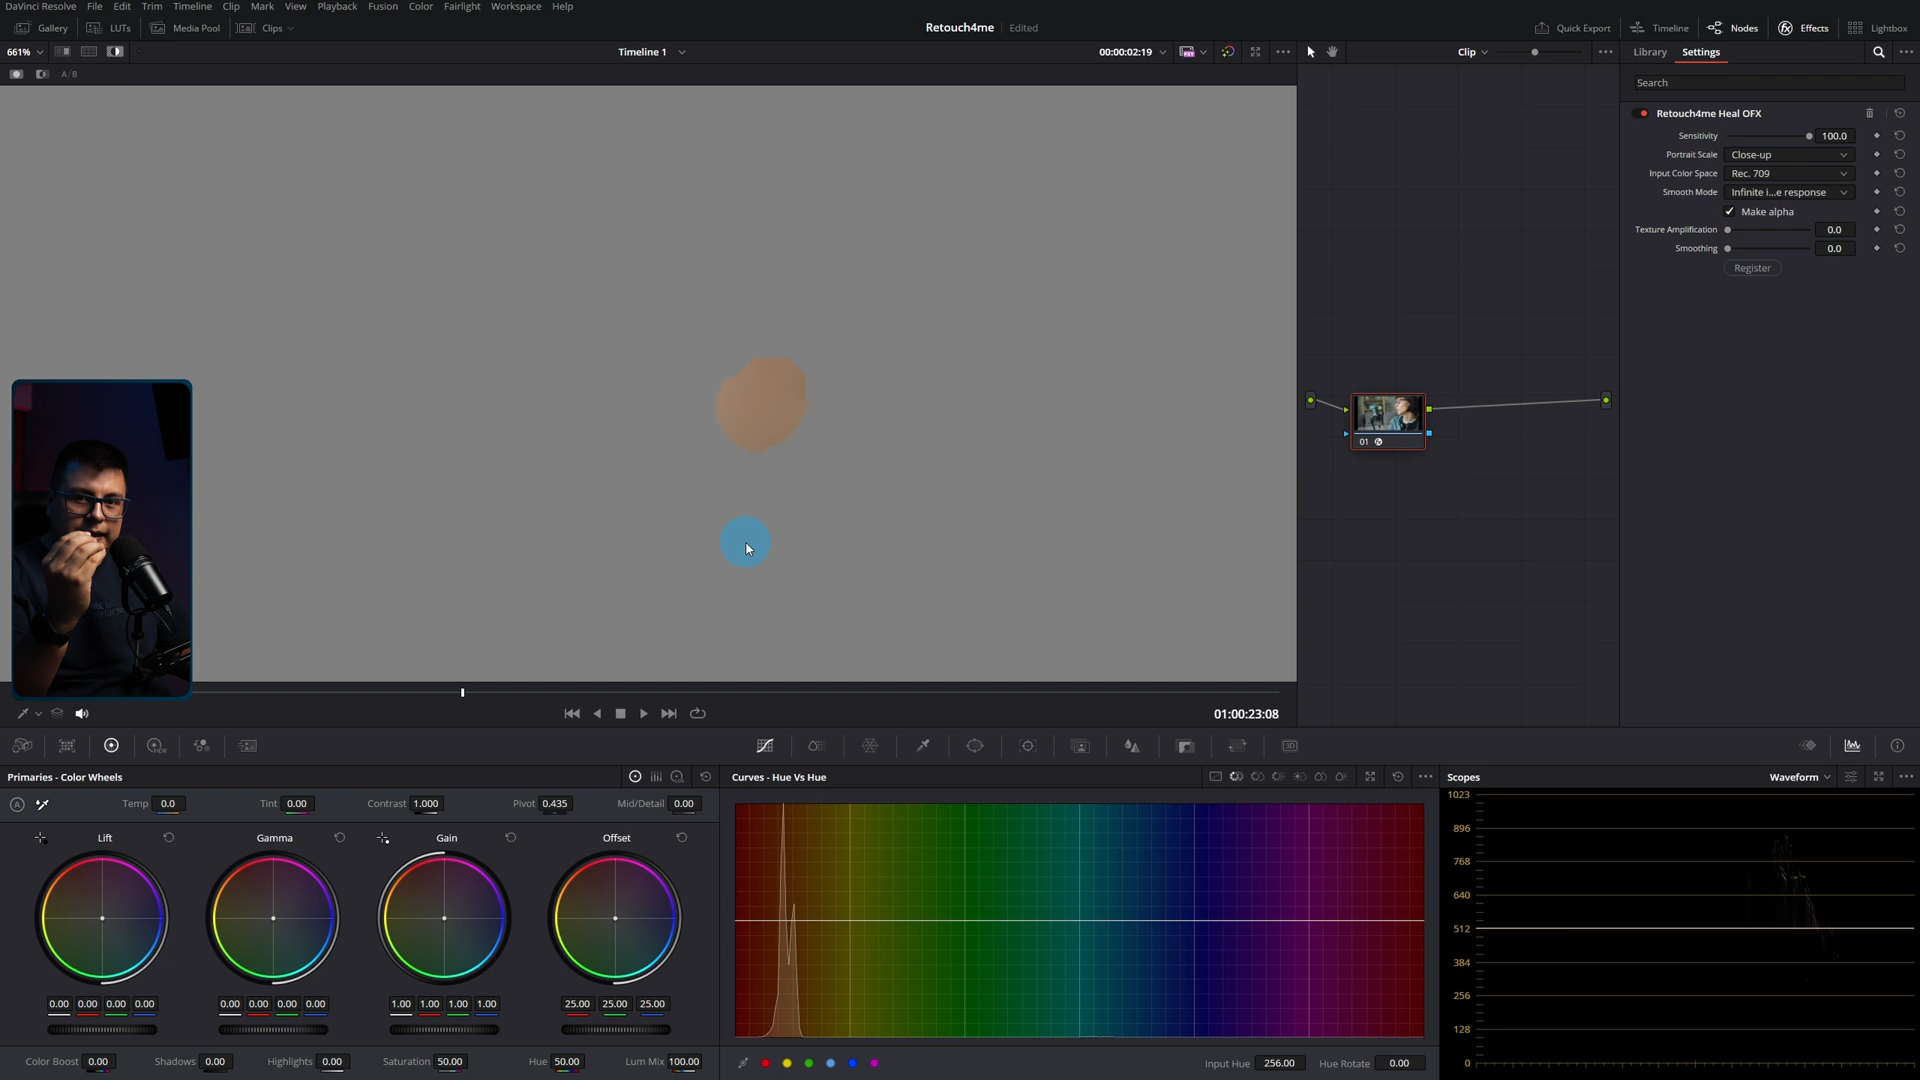 DaVinci Resolve File Edit Trim Timeline Clip Mark View Playback Fusion Color Fairlight Workspace Help
Gallery LUTs Media Pool Clips Retouch4me Edited Quick Export Timeline Nodes Effects Lightbox
661% Timeline 1 00:00:02:19 Clip Library Settings
A/B
Search
Retouch4me Heal OFX
Sensitivity 100.0
Portrait Scale Close-up
Input Color Space Rec. 709
Smooth Mode Infinite i...e response
Make alpha
Texture Amplification 0.0
Smoothing 0.0
Register
01
01:00:23:08
HDR
3D
Primaries - Color Wheels Curves - Hue Vs Hue Scopes Waveform
A Temp 0.0 Tint 0.00 Contrast 1.000 Pivot 0.435 Mid/Detail 0.00
Lift Gamma Gain Offset
0.00 0.00 0.00 0.00 0.00 0.00 0.00 0.00 1.00 1.00 1.00 1.00 25.00 25.00 25.00
Color Boost 0.00 Shadows 0.00 Highlights 0.00 Saturation 50.00 Hue 50.00 Lum Mix 100.00
Input Hue 256.00 Hue Rotate 0.00
1023
896
768
640
512
384
256
128
0